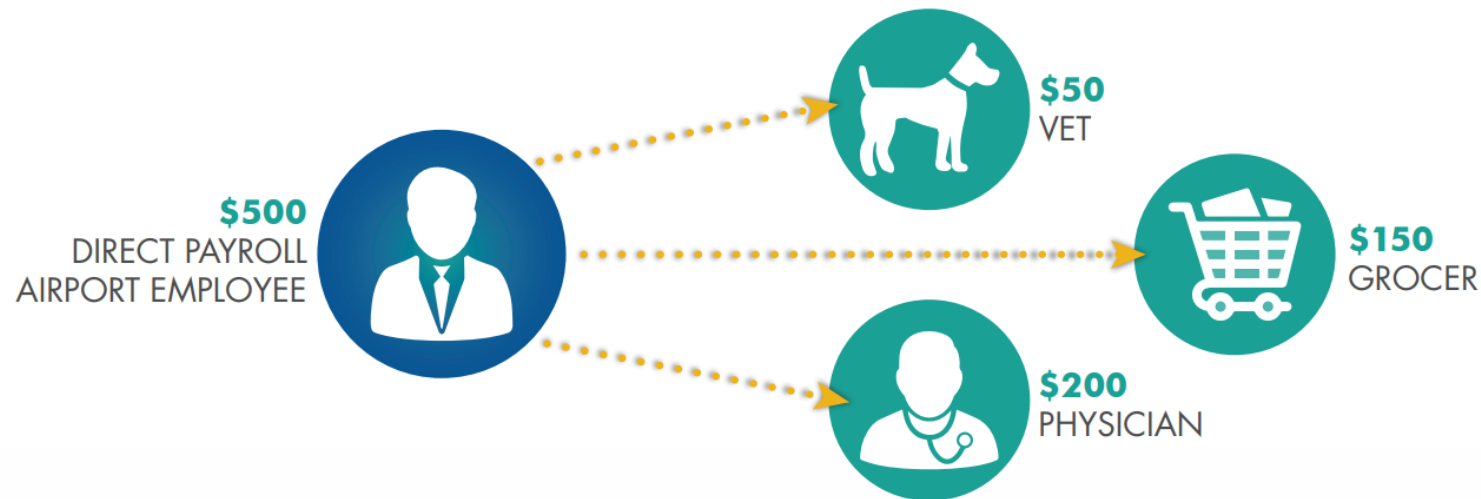 $500
DIRECT PAYROLL
AIRPORT EMPLOYEE
$50
VET
$150
GROCER
$200
PHYSICIAN